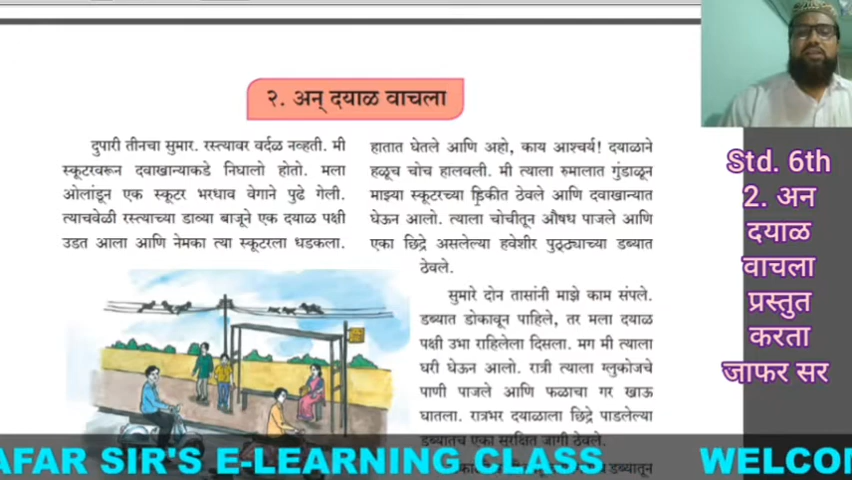 २. अन् दयाळ वाचला
दुपारी तीनचा सुमार. रस्त्यावर वर्दळ नव्हती. मी
स्कूटरवरून दवाखान्याकडे निघालो होतो. मला
ओलांडून एक स्कूटर भरधाव वेगाने पुढे गेली.
त्याचवेळी रस्त्याच्या डाव्या बाजूने एक दयाळ पक्षी
उडत आला आणि नेमका त्या स्कूटरला धडकला.
हातात घेतले आणि अहो, काय आश्चर्य! दयाळाने
हळूच चोच हालवली. मी त्याला रुमालात गुंडाळून
माझ्या स्कूटरच्या डिकीत ठेवले आणि दवाखान्यात
घेऊन आलो. त्याला चोचीतून औषध पाजले आणि
एका छिद्रे असलेल्या हवेशीर पुठ्ठ्याच्या डब्यात
ठेवले.
सुमारे दोन तासांनी माझे काम संपले.
डब्यात डोकावून पाहिले, तर मला दयाळ
पक्षी उभा राहिलेला दिसला. मग मी त्याला
घरी घेऊन आलो. रात्री त्याला ग्लुकोजचे
पाणी पाजले आणि फळाचा गर खाऊ
घातला. रात्रभर दयाळाला छिद्रे पाडलेल्या
डब्यातच एका सुरक्षित जागी ठेवले.
डब्यातून
Std. 6th
2. अन
दयाळ
वाचला
प्रस्तुत
करता
जाफर सर
AFAR SIR'S E-LEARNING CLASS WELCO